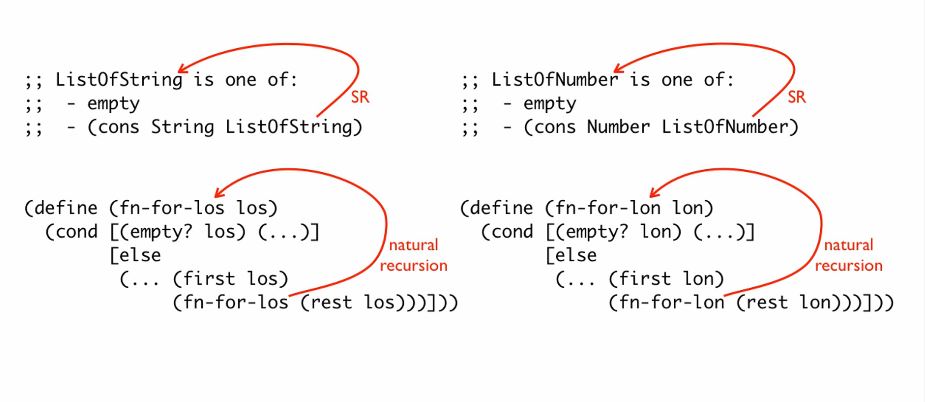 ;; ListOfString is one of:
;;  - empty
;;  - (cons String ListOfString)
SR
(define (fn-for-los los)
  (cond [(empty? los) (...)]
        [else
         (... (first los)
              (fn-for-los (rest los)))]))
natural
recursion
;; ListOfNumber is one of:
;;  - empty
;;  - (cons Number ListOfNumber)
SR
(define (fn-for-lon lon)
  (cond [(empty? lon) (...)]
        [else
         (... (first lon)
              (fn-for-lon (rest lon)))]))
natural
recursion